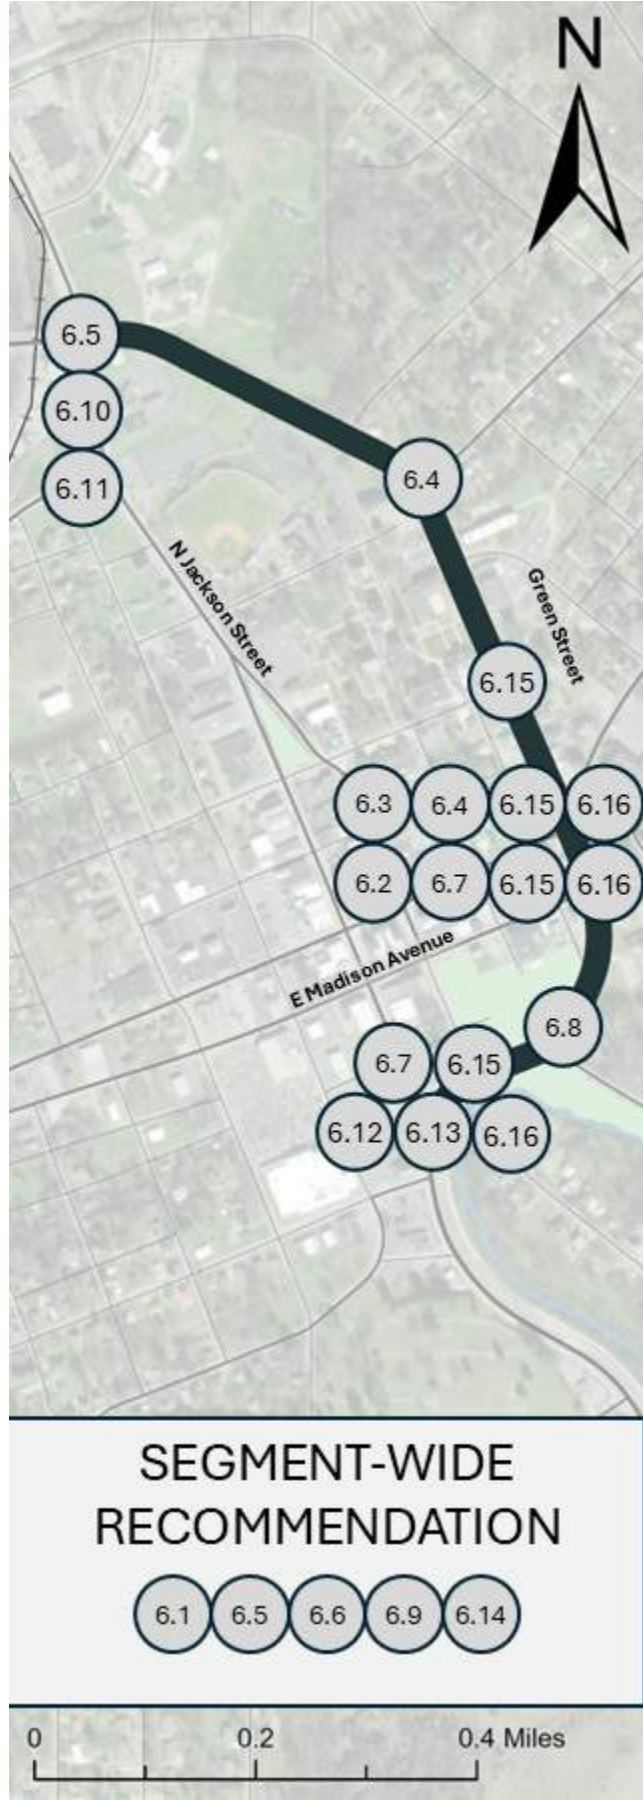 N
6.5
6.10
6.11
6.4
N Jackson Street
Green Street
6.15
6.3 6.4 6.15 6.16
6.2 6.7 6.15 6.16
E Madison Avenue
6.8
6.7 6.15
6.12 6.13 6.16
SEGMENT-WIDE
RECOMMENDATION
6.1 6.5 6.6 6.9 6.14
0 0.2 0.4 Miles